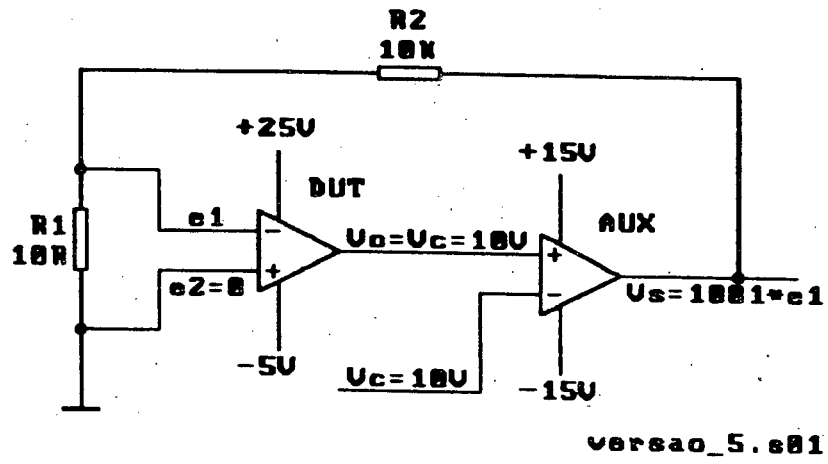 R2
10K
+25V
+15V
DUT
AUX
R1
10R
e1
Vo=Vc=10V
e2=0
Vs=1001*e1
-5V
Vc=10V
-15V
versao_5.s01